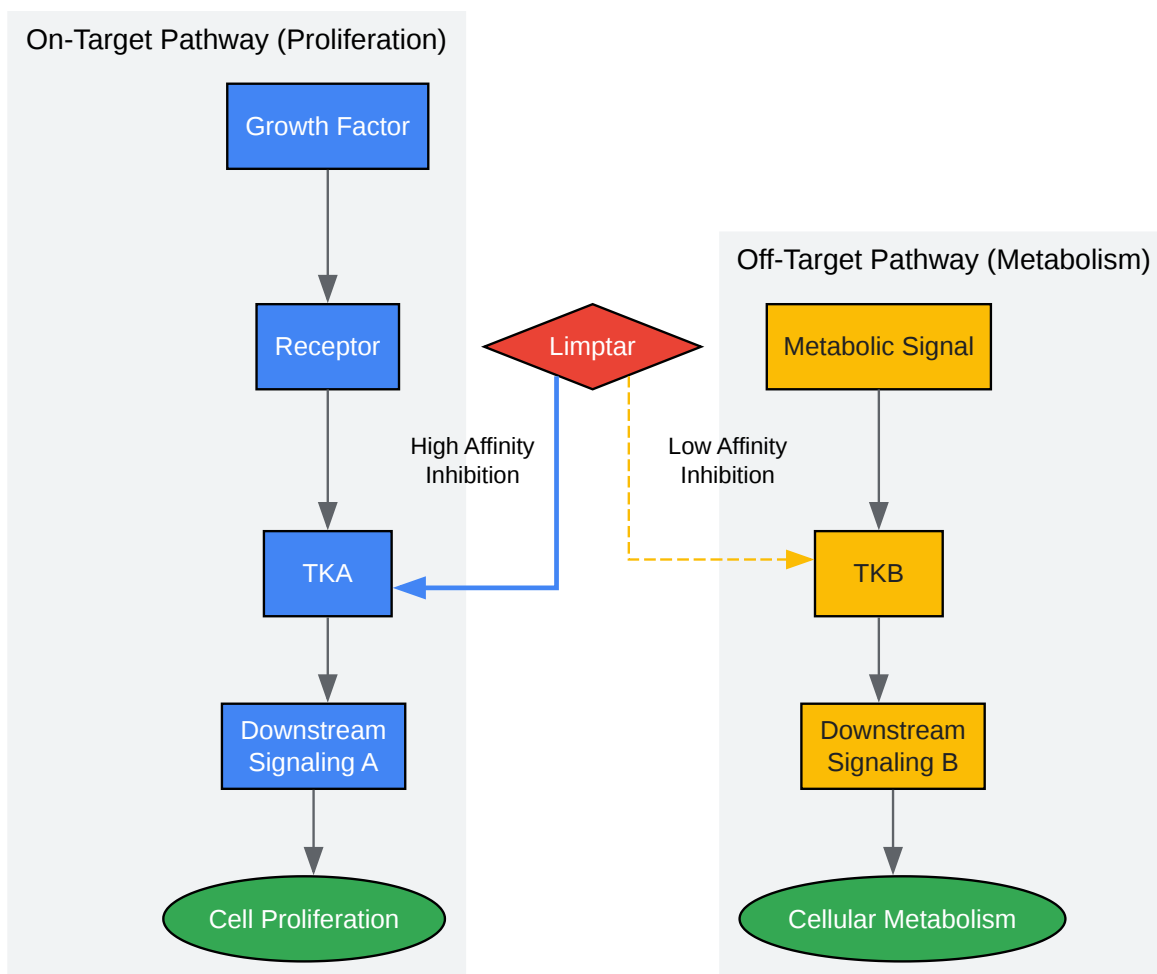 On-Target Pathway (Proliferation)
Growth Factor
Off-Target Pathway (Metabolism)
Receptor
Limptar
Metabolic Signal
High Affinity
Inhibition
Low Affinity
Inhibition
TKA
TKB
Downstream
Signaling A
Downstream
Signaling B
Cell Proliferation
Cellular Metabolism